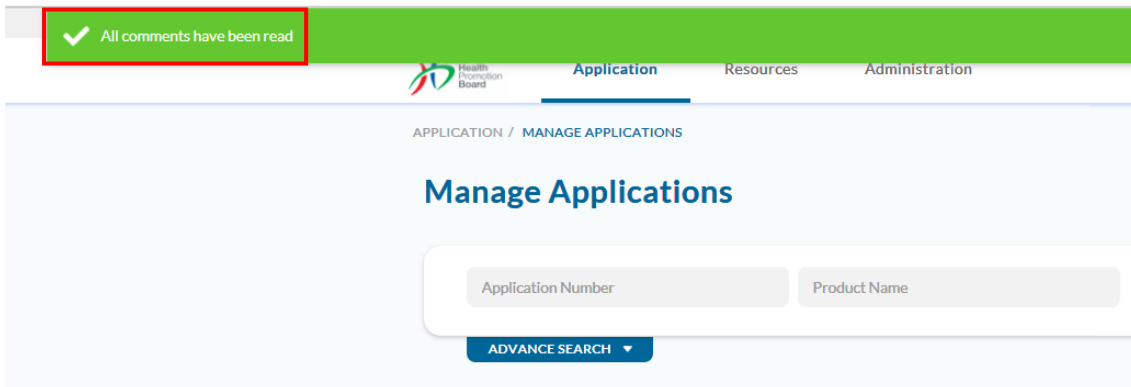 All comments have been read
Health
Promotion
Board
Application Resources Administration
APPLICATION / MANAGE APPLICATIONS
Manage Applications
Application Number Product Name
ADVANCE SEARCH